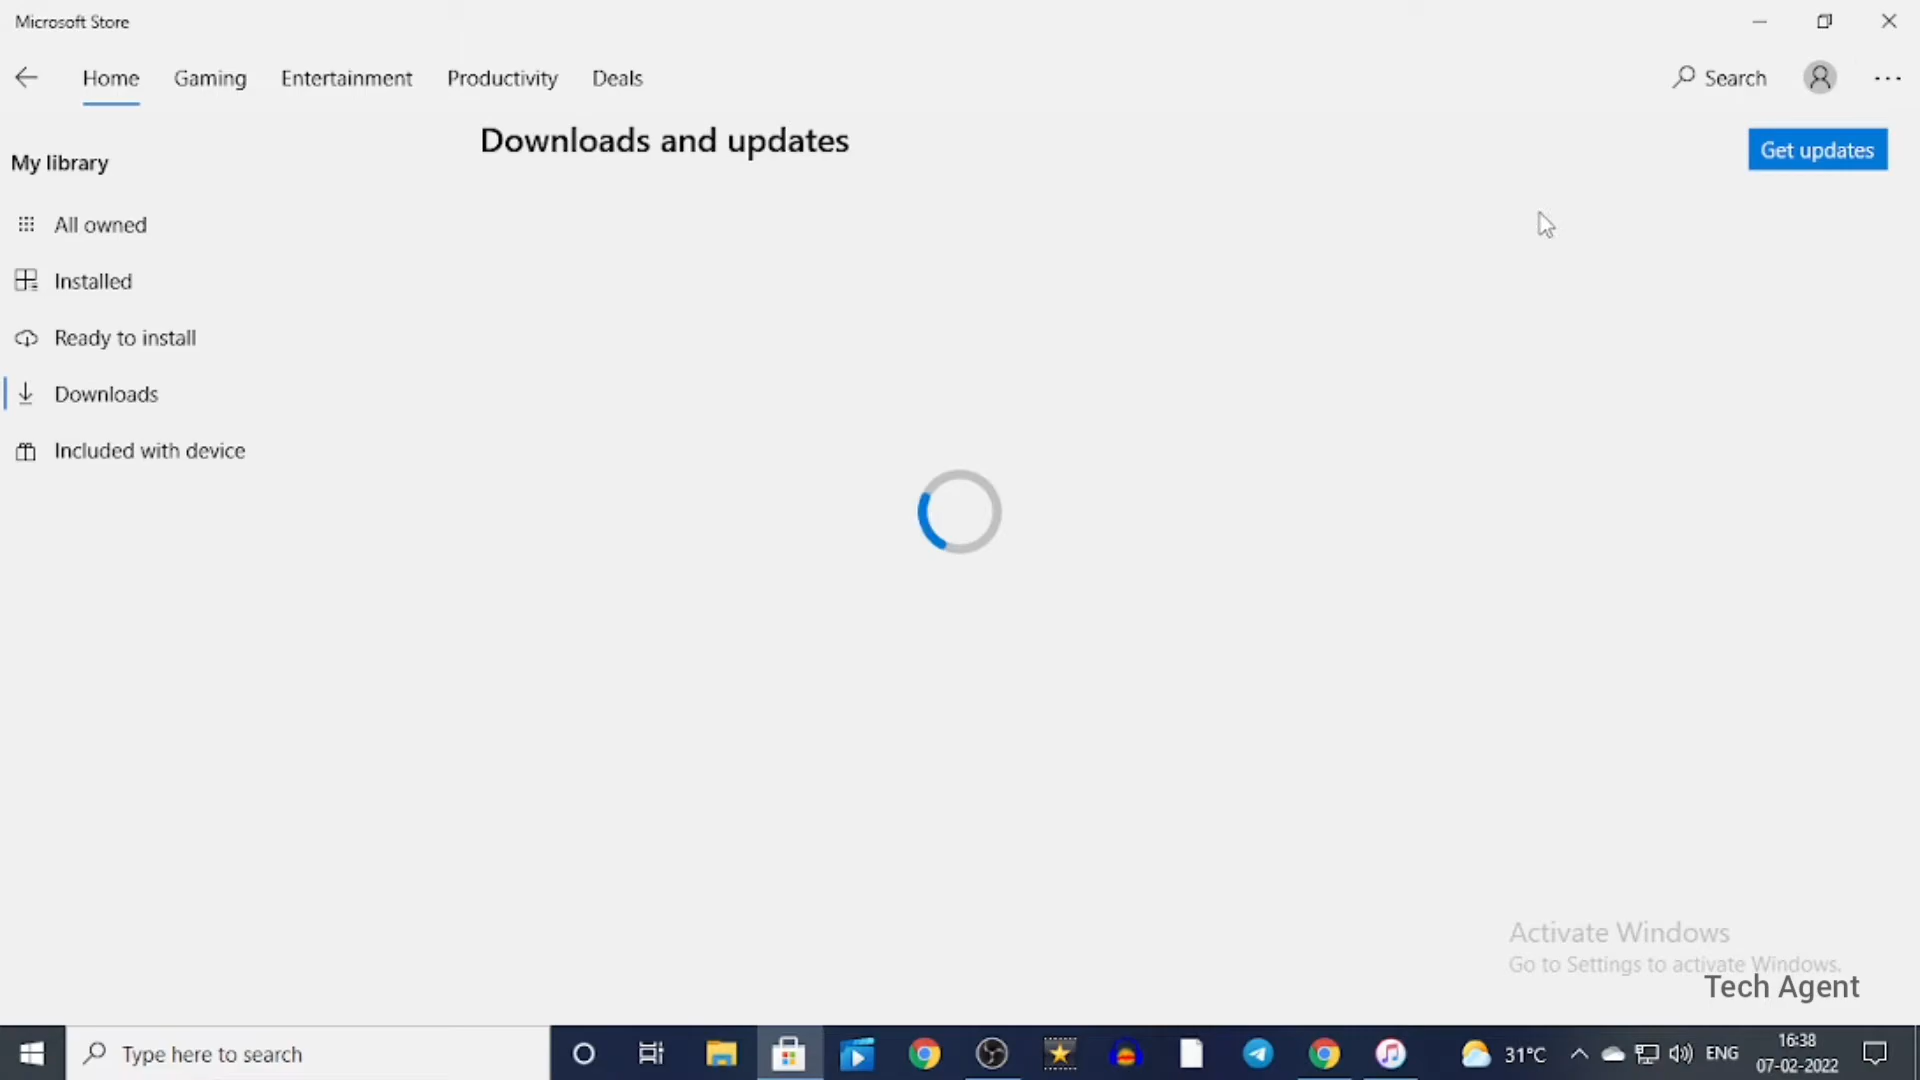 Microsoft Store
Home Gaming Entertainment Productivity Deals
Search
Downloads and updates
Get updates
My library
All owned
Installed
Ready to install
Downloads
Included with device
Activate Windows
Go to Settings to activate Windows.
Tech Agent
Type here to search
31°C
ENG
16:38
07-02-2022